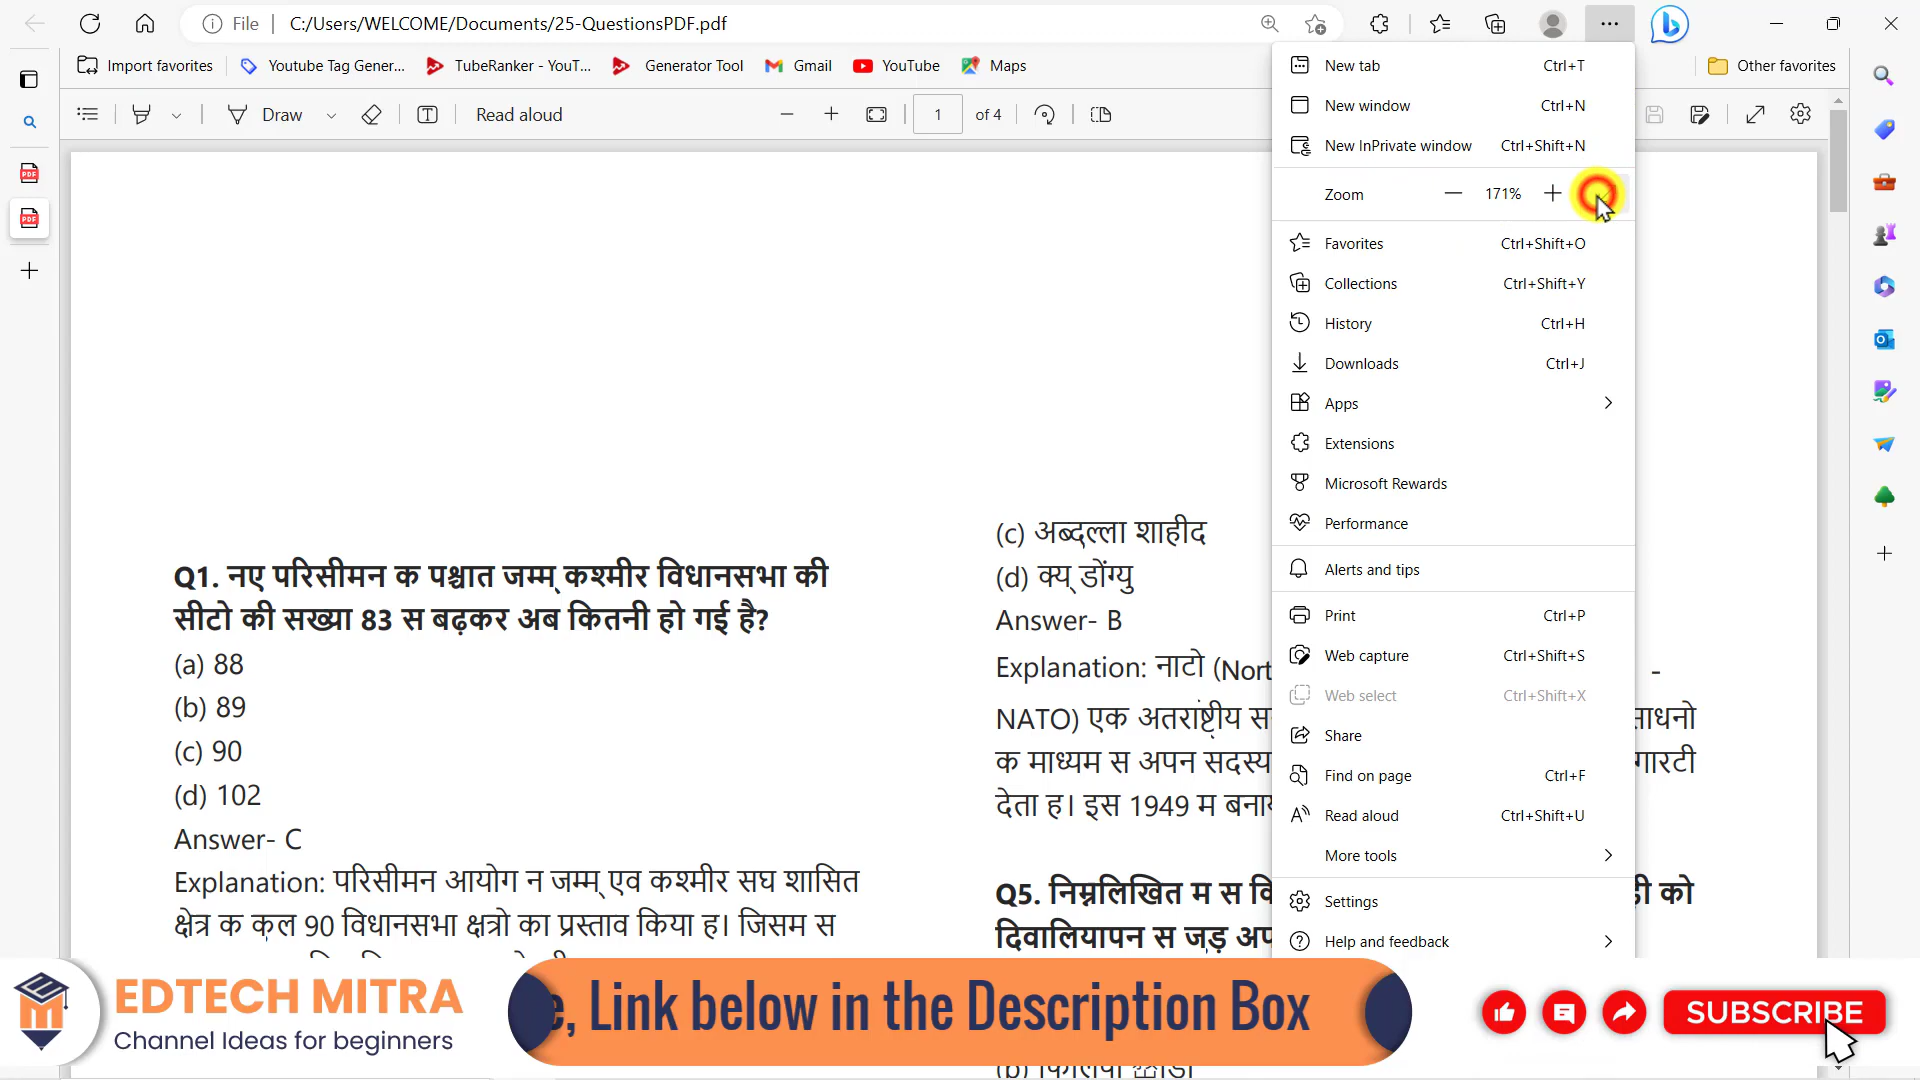 File
C:/Users/WELCOME/Documents/25-QuestionsPDF.pdf
Import favorites
Youtube Tag Gener...
TubeRanker - YouT...
Generator Tool
Gmail
YouTube
Maps
Other favorites
Draw
Read aloud
1
of 4
New tab Ctrl+T
New window Ctrl+N
New InPrivate window Ctrl+Shift+N
Zoom 171%
Favorites Ctrl+Shift+O
Collections Ctrl+Shift+Y
History Ctrl+H
Downloads Ctrl+J
Apps
Extensions
Microsoft Rewards
Performance
Alerts and tips
Print Ctrl+P
Web capture Ctrl+Shift+S
Web select Ctrl+Shift+X
Share
Find on page Ctrl+F
Read aloud Ctrl+Shift+U
More tools
Settings
Help and feedback
Q1. नए परिसीमन क पश्चात जम्मू कश्मीर विधानसभा की
सीटो की सख्या 83 स बढ़कर अब कितनी हो गई है?
(a) 88
(b) 89
(c) 90
(d) 102
Answer- C
Explanation: परिसीमन आयोग न जम्मू एव कश्मीर सघ शासित
क्षेत्र क कुल 90 विधानसभा क्षत्रो का प्रस्ताव किया ह। जिसम स
(c) अब्दल्ला शाहीद
(d) क्यू डोंग्यु
Answer- B
Explanation: नाटो (Nort -
NATO) एक अतराष्ट्रीय स ाधनो
क माध्यम स अपन सदस्य गारटी
देता ह। इस 1949 म बनाय
Q5. निम्नलिखित म स कि ी को
दिवालियापन स जड़ अप
EDTECH MITRA
Channel Ideas for beginners
e, Link below in the Description Box
SUBSCRIBE